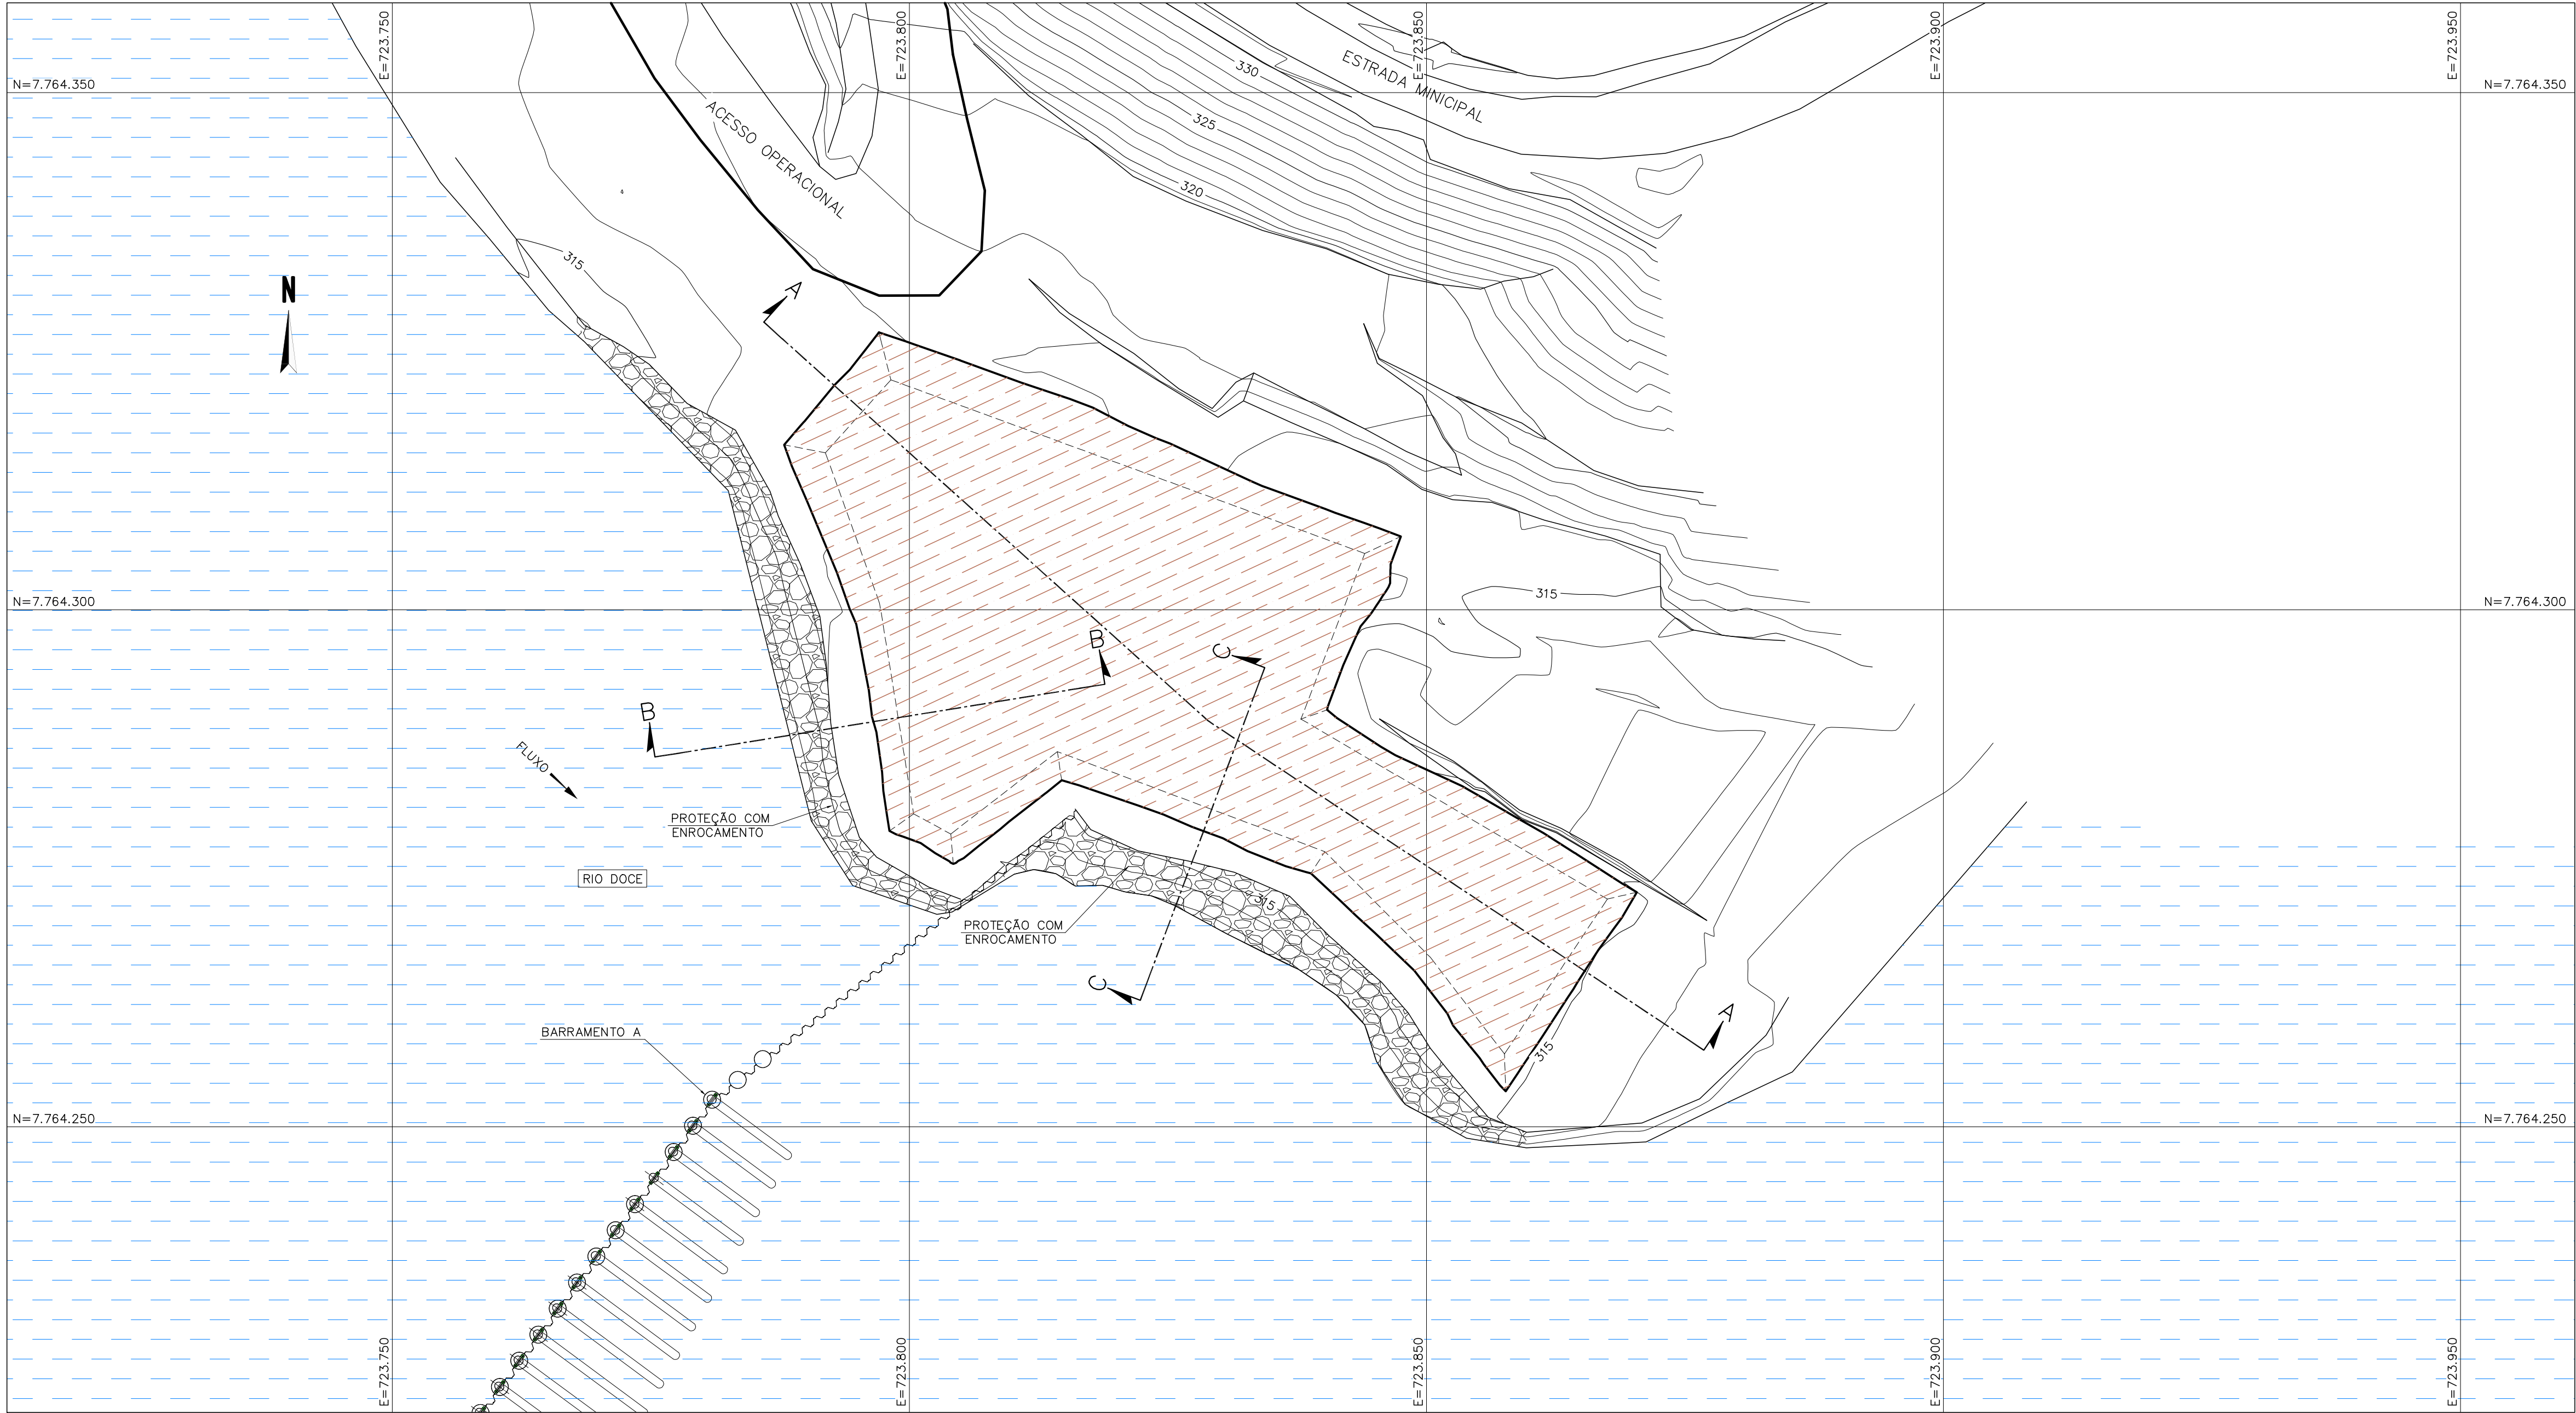 E=723.750
E=723.800
E=723.850
E=723.900
E=723.950
N=7.764.350
N=7.764.350
ESTRADA MINICIPAL
330
325
320
ACESSO OPERACIONAL
315
N
A
N=7.764.300
N=7.764.300
315
B
B
C
FLUXO
PROTEÇÃO COM
ENROCAMENTO
RIO DOCE
315
PROTEÇÃO COM
ENROCAMENTO
C
A
BARRAMENTO A
315
N=7.764.250
N=7.764.250
E=723.750
E=723.800
E=723.850
E=723.900
E=723.950